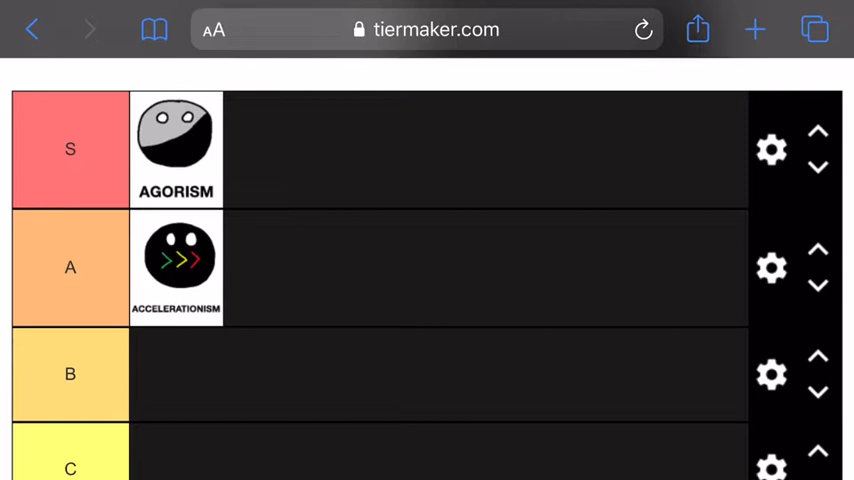 AA
tiermaker.com
S
AGORISM
A
>>>
ACCELERATIONISM
B
C